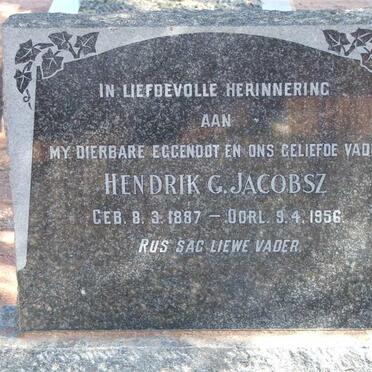 IN LIEFDEVOLLE HERINNERING
AAN
MY DIERBARE EGGENOOT EN ONS GELIEFDE VADE
HENDRIK G. JACOBSZ
GEB. 8.3.1887 – OORL. 9.4.1956
RUS SAG LIEWE VADER